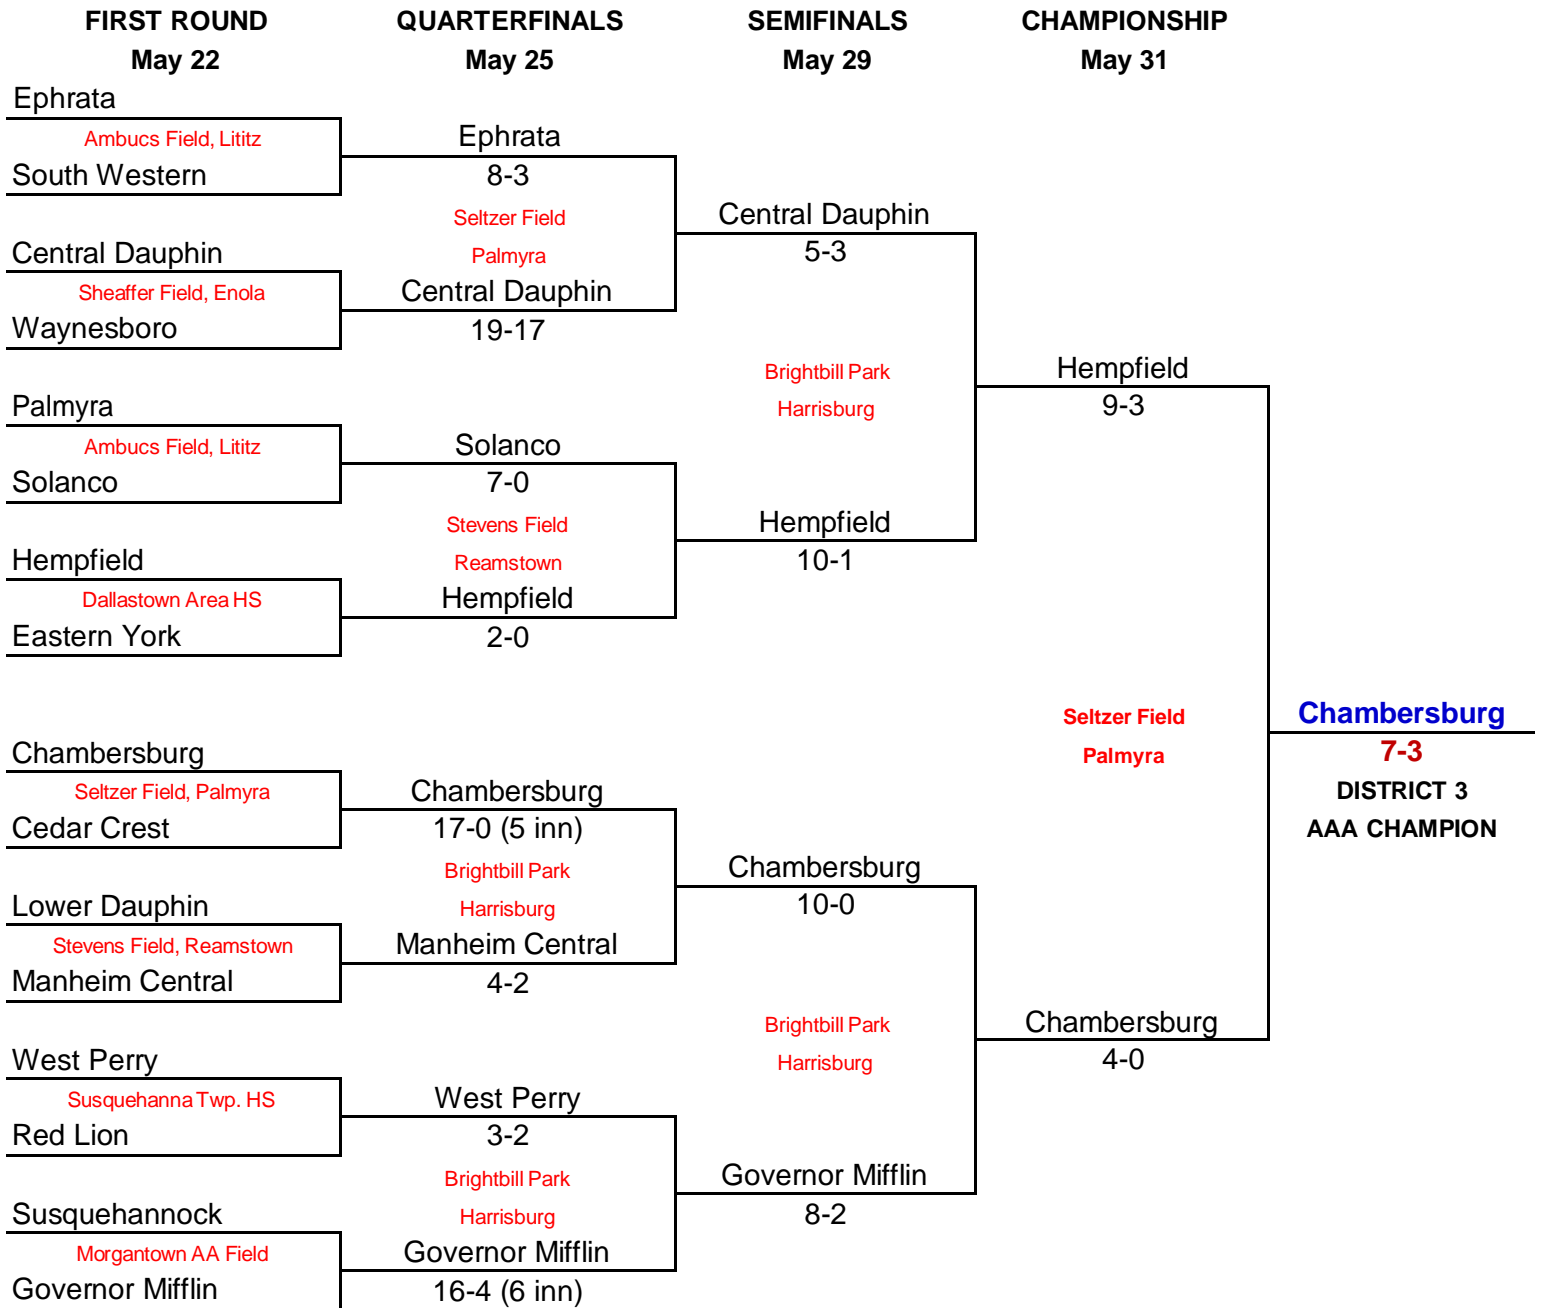 FIRST ROUND
May 22
QUARTERFINALS
May 25
SEMIFINALS
May 29
CHAMPIONSHIP
May 31
Ephrata
Ambucs Field, Lititz
South Western
Central Dauphin
Sheaffer Field, Enola
Waynesboro
Palmyra
Ambucs Field, Lititz
Solanco
Hempfield
Dallastown Area HS
Eastern York
Chambersburg
Seltzer Field, Palmyra
Cedar Crest
Lower Dauphin
Stevens Field, Reamstown
Manheim Central
West Perry
Susquehanna Twp. HS
Red Lion
Susquehannock
Morgantown AA Field
Governor Mifflin
Ephrata
8-3
Seltzer Field
Palmyra
Central Dauphin
19-17
Solanco
7-0
Stevens Field
Reamstown
Hempfield
2-0
Chambersburg
17-0 (5 inn)
Brightbill Park
Harrisburg
Manheim Central
4-2
West Perry
3-2
Brightbill Park
Harrisburg
Governor Mifflin
16-4 (6 inn)
Central Dauphin
5-3
Brightbill Park
Harrisburg
Hempfield
10-1
Chambersburg
10-0
Brightbill Park
Harrisburg
Governor Mifflin
8-2
Hempfield
9-3
Seltzer Field
Palmyra
Chambersburg
4-0
Chambersburg
7-3
DISTRICT 3
AAA CHAMPION